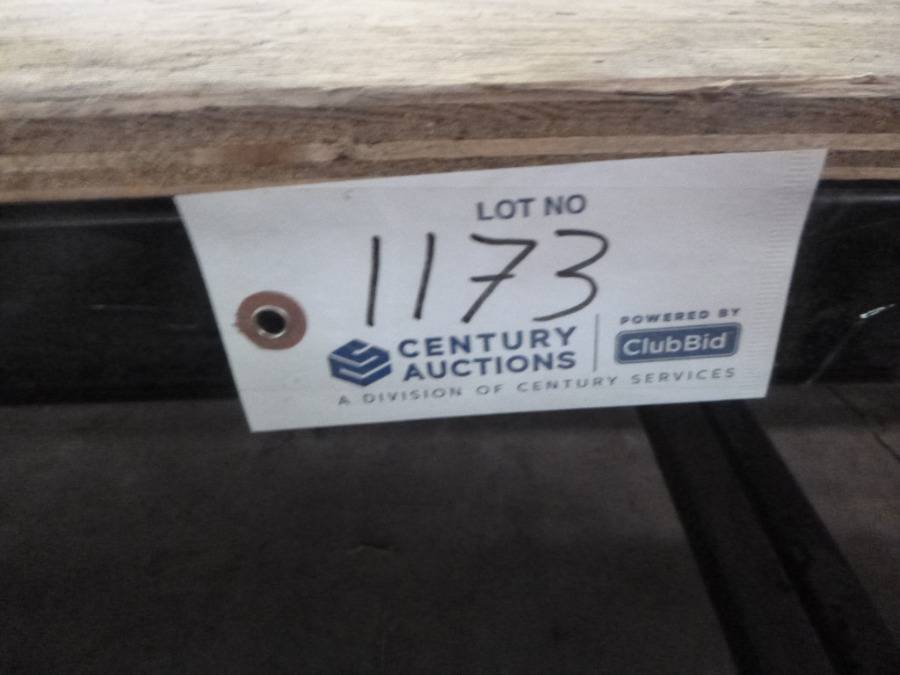 LOT NO
1173
CENTURY
AUCTIONS
A DIVISION OF CENTURY SERVICES
POWERED BY
ClubBid